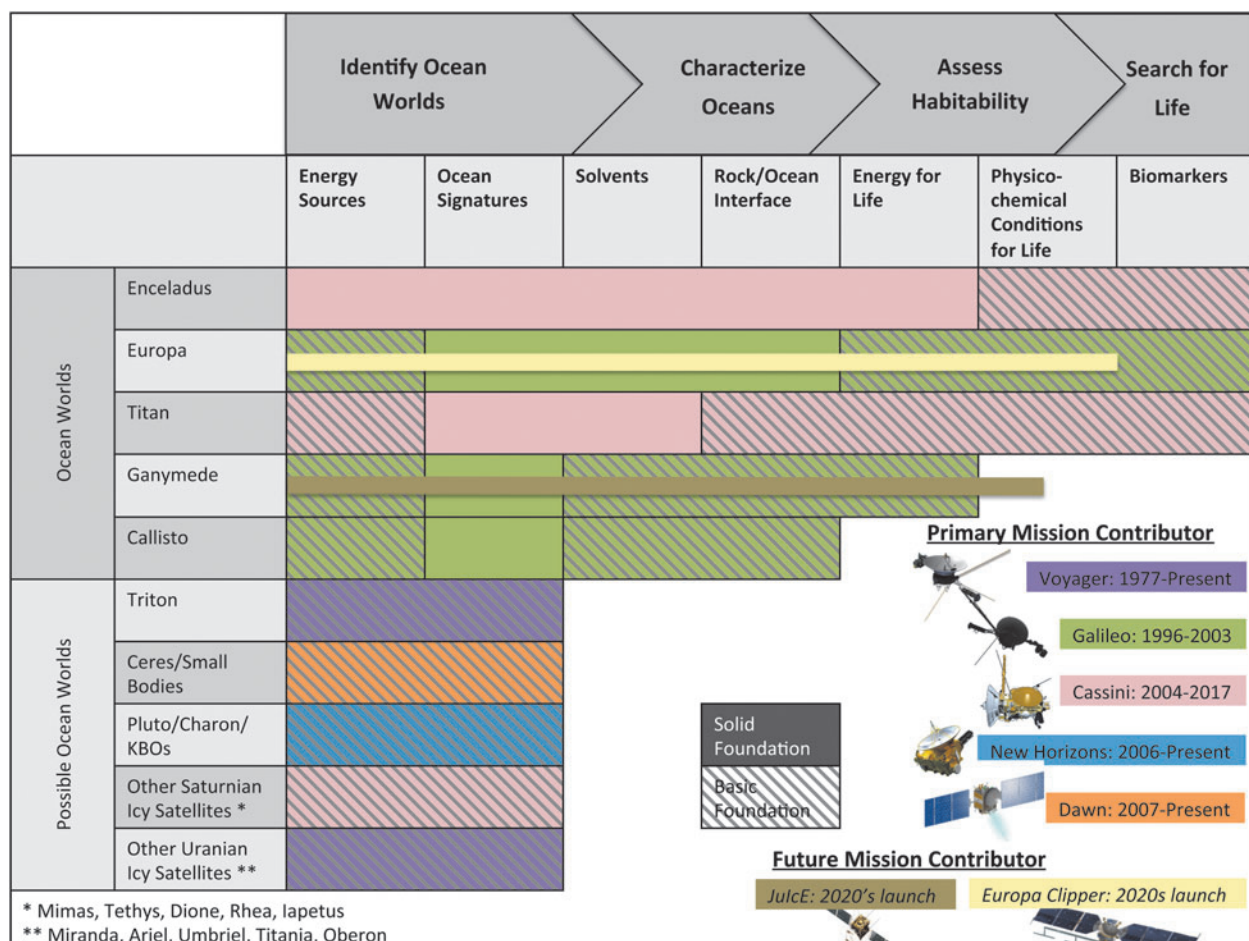 Identify Ocean
Worlds
Characterize
Oceans
Assess
Habitability
Search for
Life
Energy
Sources
Ocean
Signatures
Solvents
Rock/Ocean
Interface
Energy for
Life
Physico-
chemical
Conditions
for Life
Biomarkers
Ocean Worlds
Enceladus
Europa
Titan
Ganymede
Callisto
Possible Ocean Worlds
Triton
Ceres/Small
Bodies
Pluto/Charon/
KBOs
Other Saturnian
Icy Satellites *
Other Uranian
Icy Satellites **
Solid
Foundation
Basic
Foundation
Primary Mission Contributor
Voyager: 1977-Present
Galileo: 1996-2003
Cassini: 2004-2017
New Horizons: 2006-Present
Dawn: 2007-Present
Future Mission Contributor
JuIcE: 2020's launch
Europa Clipper: 2020s launch
* Mimas, Tethys, Dione, Rhea, Iapetus
** Miranda, Ariel, Umbriel, Titania, Oberon